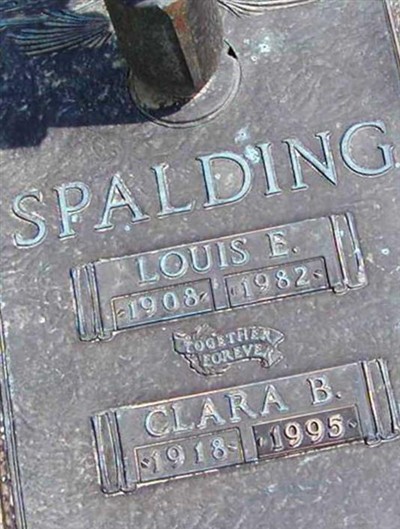 SPALDING
LOUIS E.
1908 1982
TOGETHER
FOREVER
CLARA B.
1918 1995